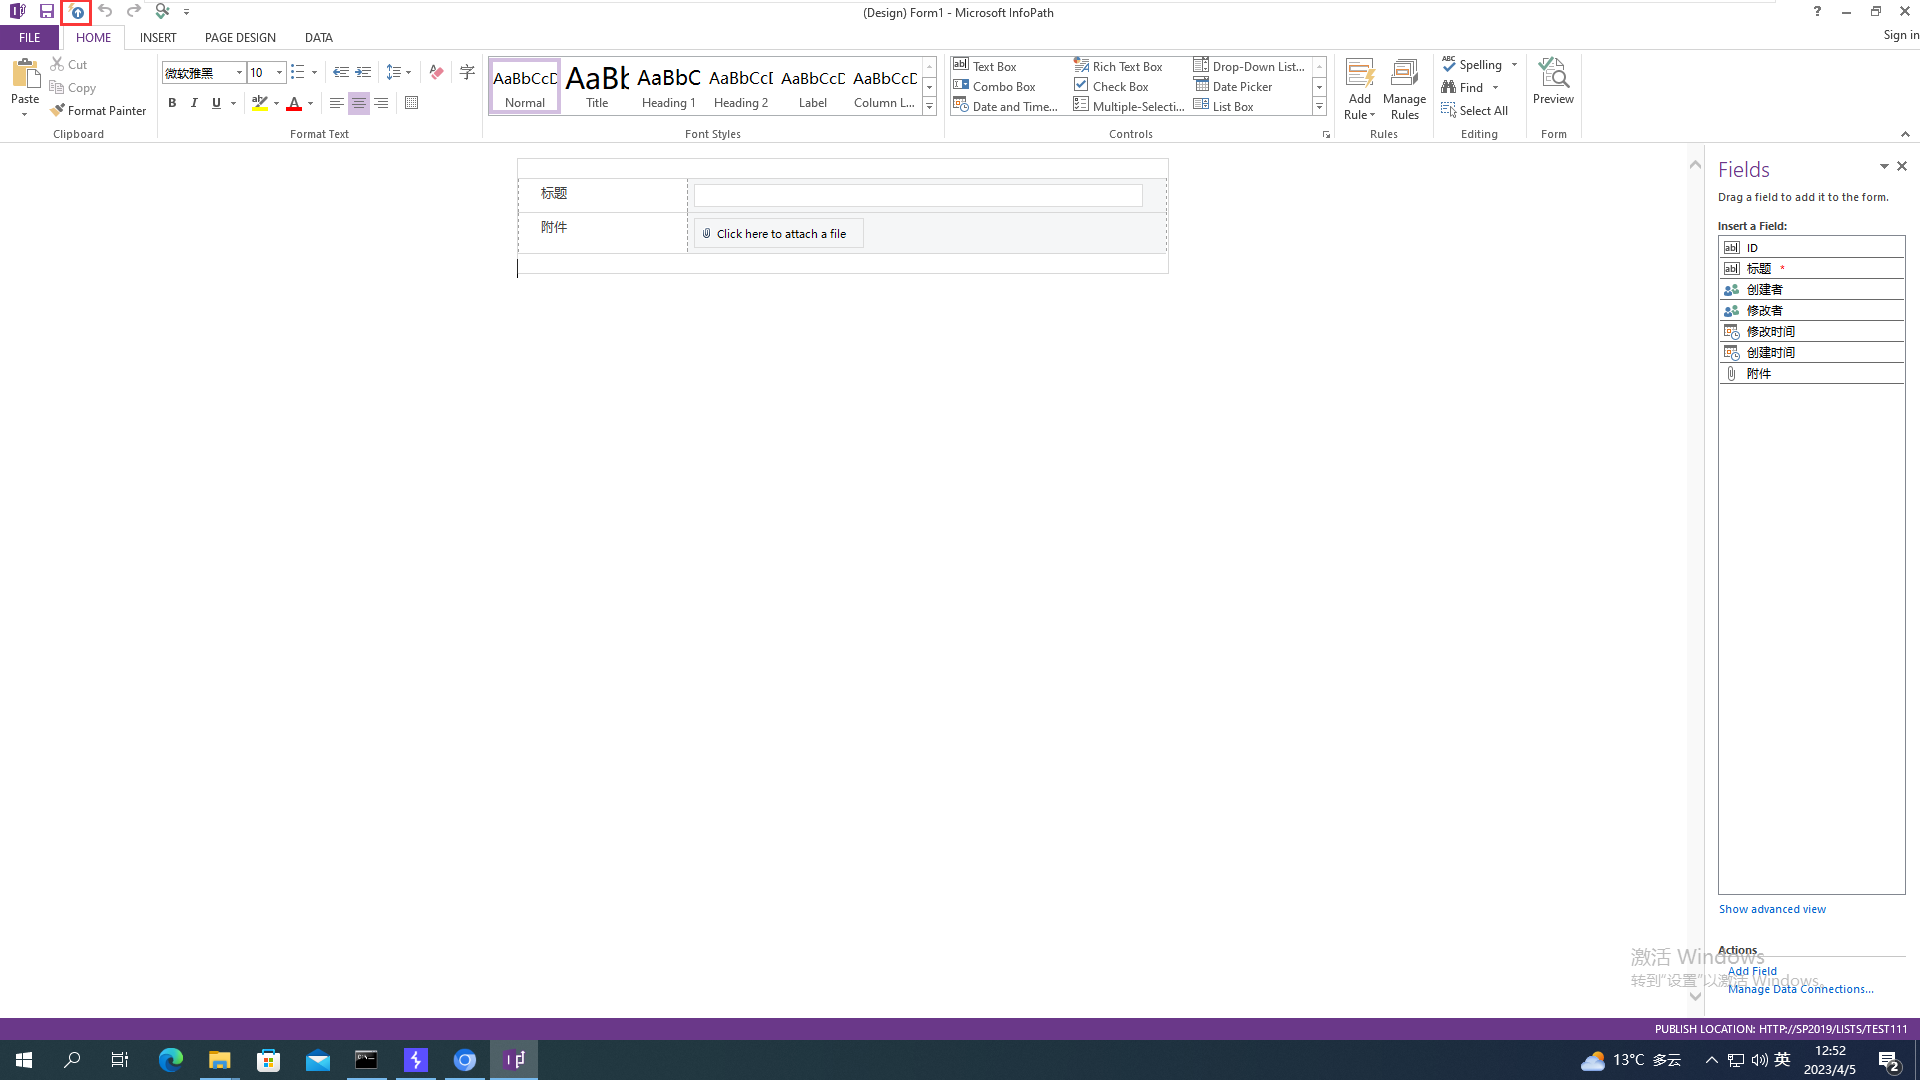 (Design) Form1 - Microsoft InfoPath
?
FILE
HOME
INSERT
PAGE DESIGN
DATA
Sign in
Paste
Cut
Copy
Format Painter
Clipboard
微软雅黑
10
字
B
I
U
aby
A
Format Text
AaBbCcD
Normal
AaBb
Title
AaBbC
Heading 1
AaBbCcD
Heading 2
AaBbCcD
Label
AaBbCcD
Column L...
Font Styles
Text Box
Rich Text Box
Drop-Down List...
Combo Box
Check Box
Date Picker
Date and Time...
Multiple-Selecti...
List Box
Controls
Add
Rule
Manage
Rules
Rules
ABC
Spelling
Find
Select All
Editing
Preview
Form
标题
附件
Click here to attach a file
Fields
Drag a field to add it to the form.
Insert a Field:
ab ID
ab 标题 *
创建者
修改者
修改时间
创建时间
附件
Show advanced view
Actions
Add Field
Manage Data Connections...
激活 Windows
转到"设置"以激活 Windows。
PUBLISH LOCATION: HTTP://SP2019/LISTS/TEST111
13°C 多云
英
12:52
2023/4/5
2